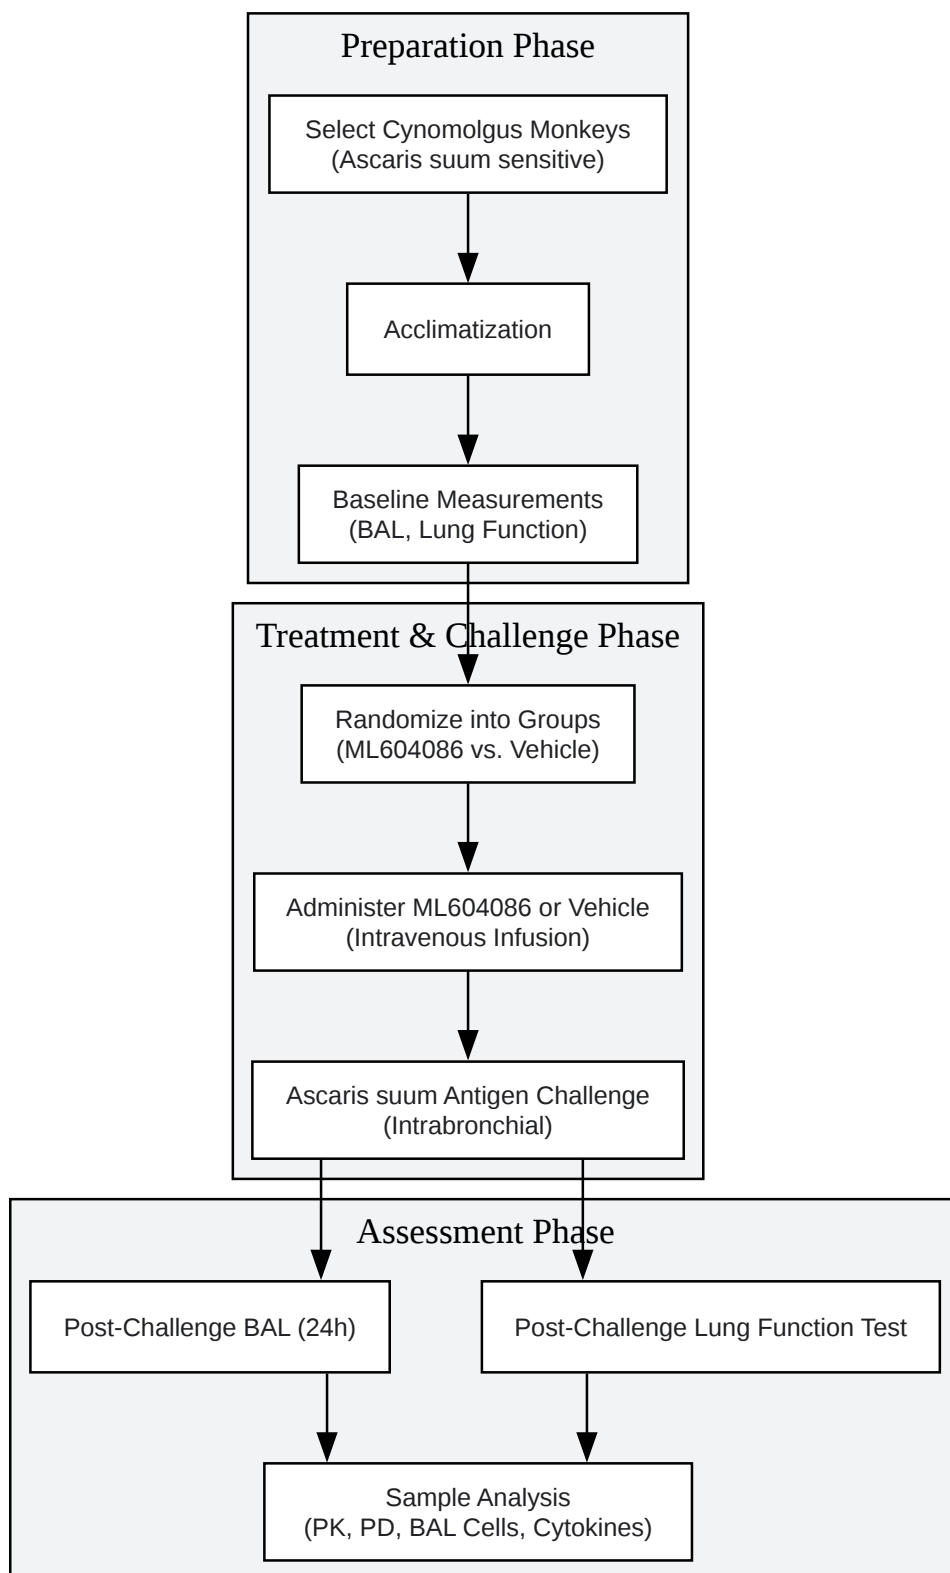 Preparation Phase
Select Cynomolgus Monkeys
(Ascaris suum sensitive)
Acclimatization
Baseline Measurements
(BAL, Lung Function)
Treatment & Challenge Phase
Randomize into Groups
(ML604086 vs. Vehicle)
Administer ML604086 or Vehicle
(Intravenous Infusion)
Ascaris suum Antigen Challenge
(Intrabronchial)
Assessment Phase
Post-Challenge BAL (24h)
Post-Challenge Lung Function Test
Sample Analysis
(PK, PD, BAL Cells, Cytokines)